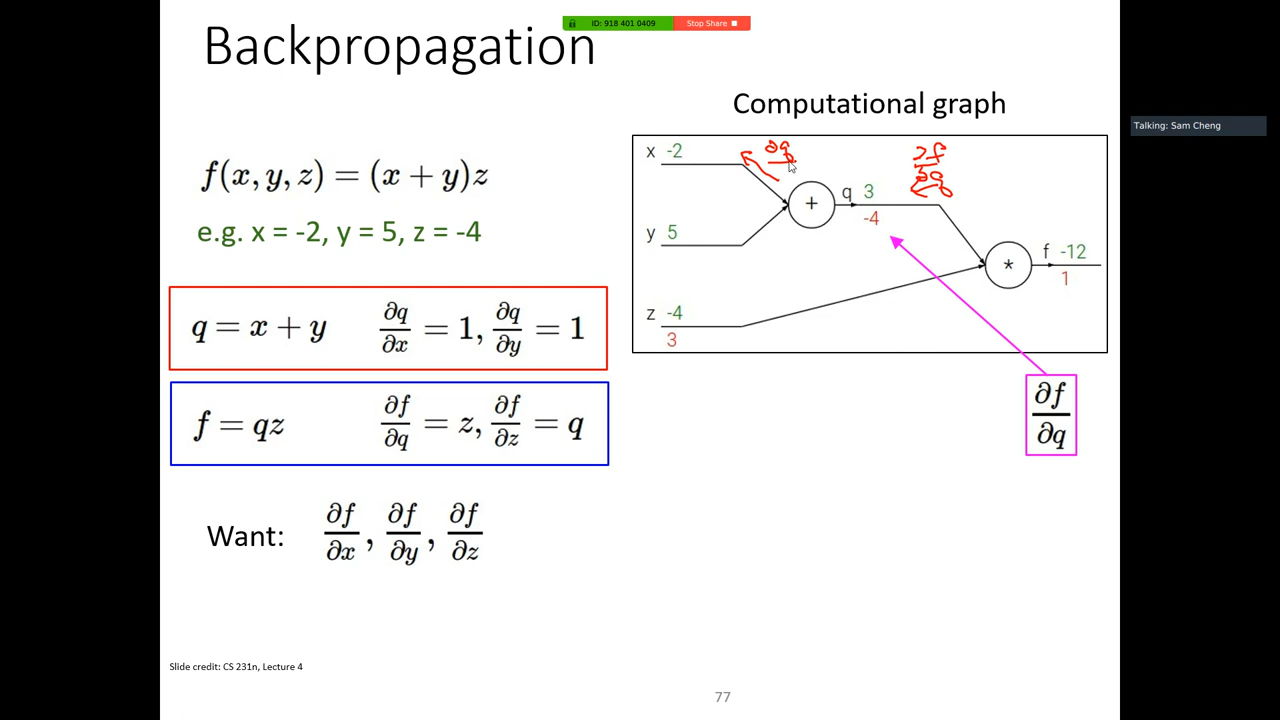 ID: 918 401 0409 Stop Share
Backpropagation
Computational graph
Talking: Sam Cheng
f(x, y, z) = (x + y)z
e.g. x = -2, y = 5, z = -4
q = x + y ∂q/∂x = 1, ∂q/∂y = 1
f = qz ∂f/∂q = z, ∂f/∂z = q
Want: ∂f/∂x, ∂f/∂y, ∂f/∂z
x -2
∂q
∂f
∂q
+
q 3
-4
y 5
*
f -12
1
z -4
3
∂f/∂q
Slide credit: CS 231n, Lecture 4
77